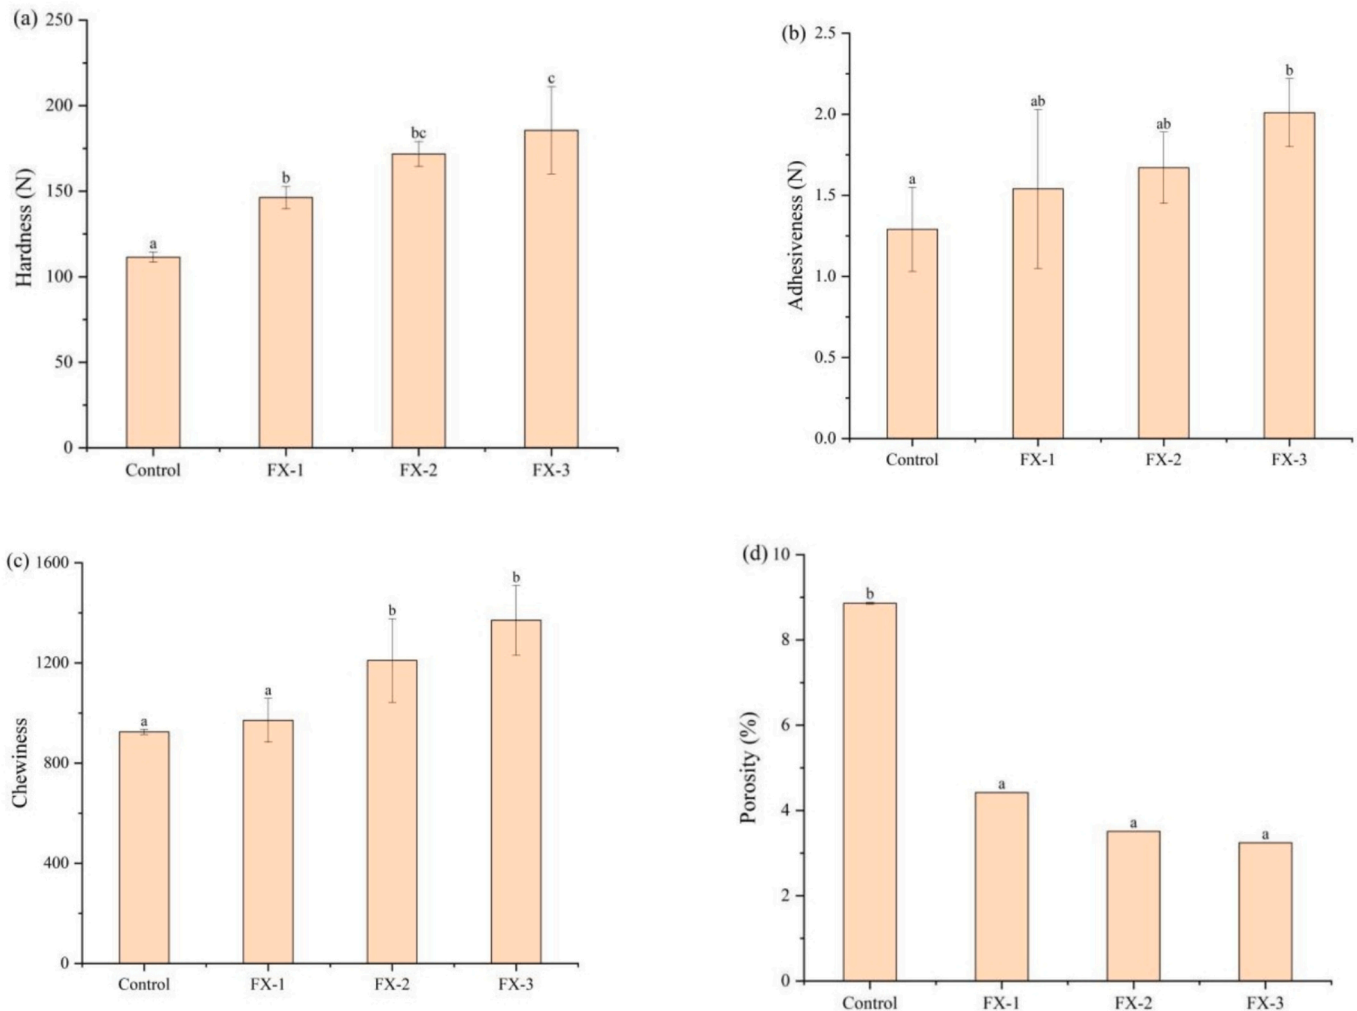 (a)
250
200
150
100
50
0
Hardness (N)
a
b
bc
c
Control FX-1 FX-2 FX-3
(b)
2.5
2.0
1.5
1.0
0.5
0.0
Adhesiveness (N)
a
ab
ab
b
Control FX-1 FX-2 FX-3
(c)
1600
1200
800
400
0
Chewiness
a
a
b
b
Control FX-1 FX-2 FX-3
(d)
10
8
6
4
2
0
Porosity (%)
b
a
a
a
Control FX-1 FX-2 FX-3